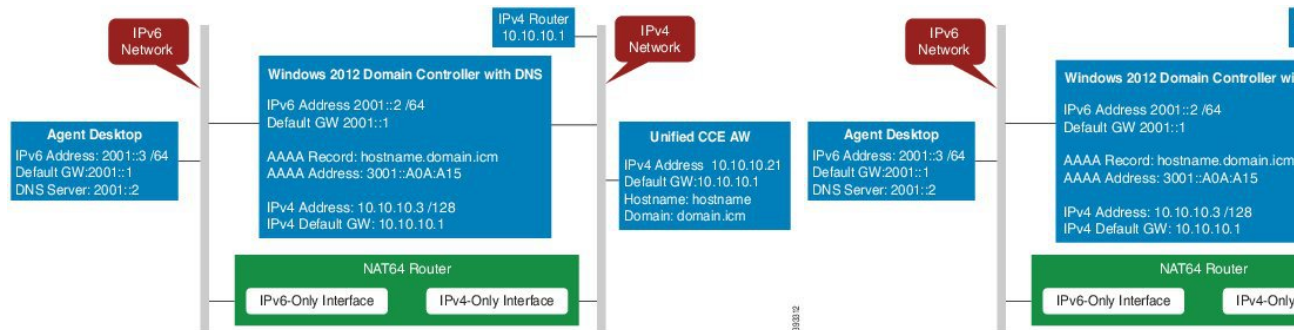 IPv6
Network
IPv4 Router
10.10.10.1
IPv4
Network
Windows 2012 Domain Controller with DNS
IPv6 Address 2001::2 /64
Default GW 2001::1
AAAA Record: hostname.domain.icm
AAAA Address: 3001::A0A:A15
IPv4 Address: 10.10.10.3 /128
IPv4 Default GW: 10.10.10.1
Agent Desktop
IPv6 Address: 2001::3 /64
Default GW:2001::1
DNS Server: 2001::2
Unified CCE AW
IPv4 Address 10.10.10.21
Default GW:10.10.10.1
Hostname: hostname
Domain: domain.icm
NAT64 Router
IPv6-Only Interface
IPv4-Only Interface
393312
IPv6
Network
Windows 2012 Domain Controller wi
IPv6 Address 2001::2 /64
Default GW 2001::1
AAAA Record: hostname.domain.icm
AAAA Address: 3001::A0A:A15
IPv4 Address: 10.10.10.3 /128
IPv4 Default GW: 10.10.10.1
Agent Desktop
IPv6 Address: 2001::3 /64
Default GW:2001::1
DNS Server: 2001::2
NAT64 Router
IPv6-Only Interface
IPv4-Only